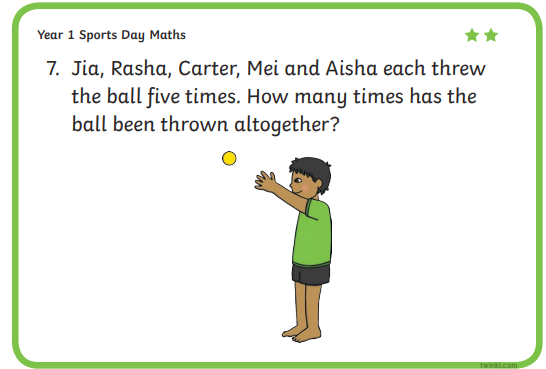 Year 1 Sports Day Maths
7. Jia, Rasha, Carter, Mei and Aisha each threw
the ball five times. How many times has the
ball been thrown altogether?
twinkl.com